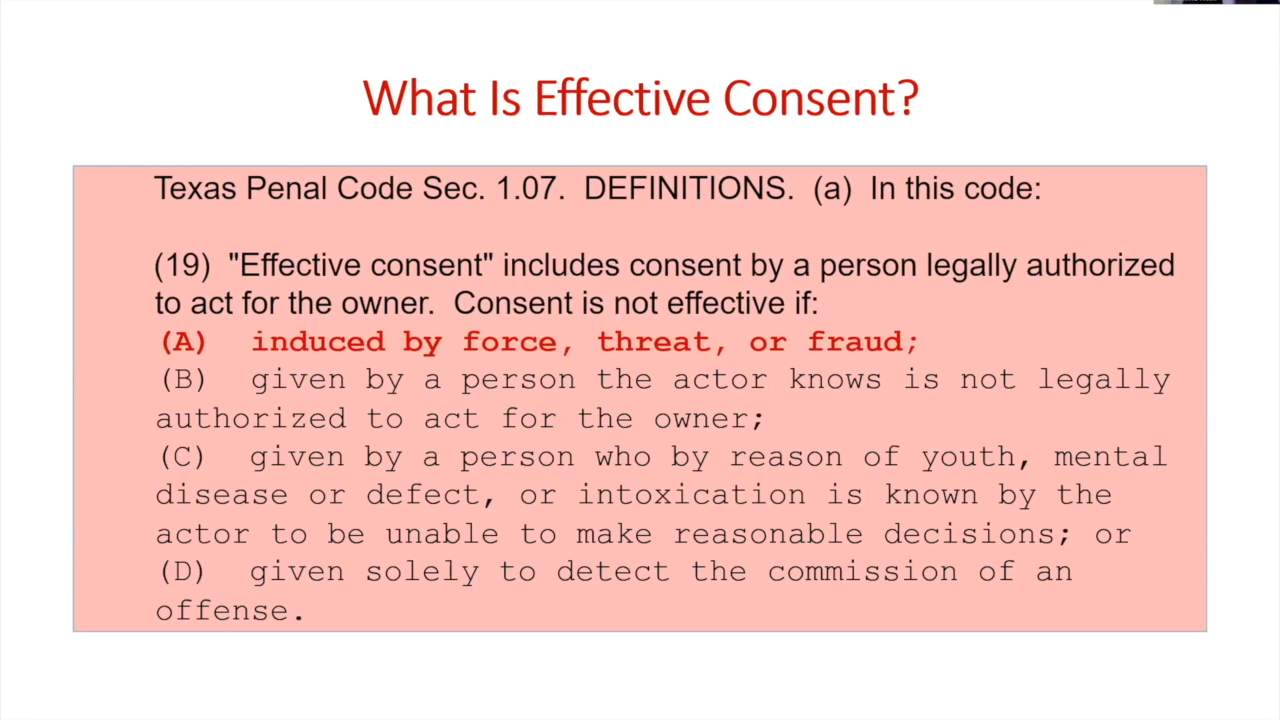 What Is Effective Consent?
Texas Penal Code Sec. 1.07.  DEFINITIONS.  (a)  In this code:
(19)  "Effective consent" includes consent by a person legally authorized
to act for the owner.  Consent is not effective if:
(A)  induced by force, threat, or fraud;
(B)  given by a person the actor knows is not legally
authorized to act for the owner;
(C)  given by a person who by reason of youth, mental
disease or defect, or intoxication is known by the
actor to be unable to make reasonable decisions; or
(D)  given solely to detect the commission of an
offense.